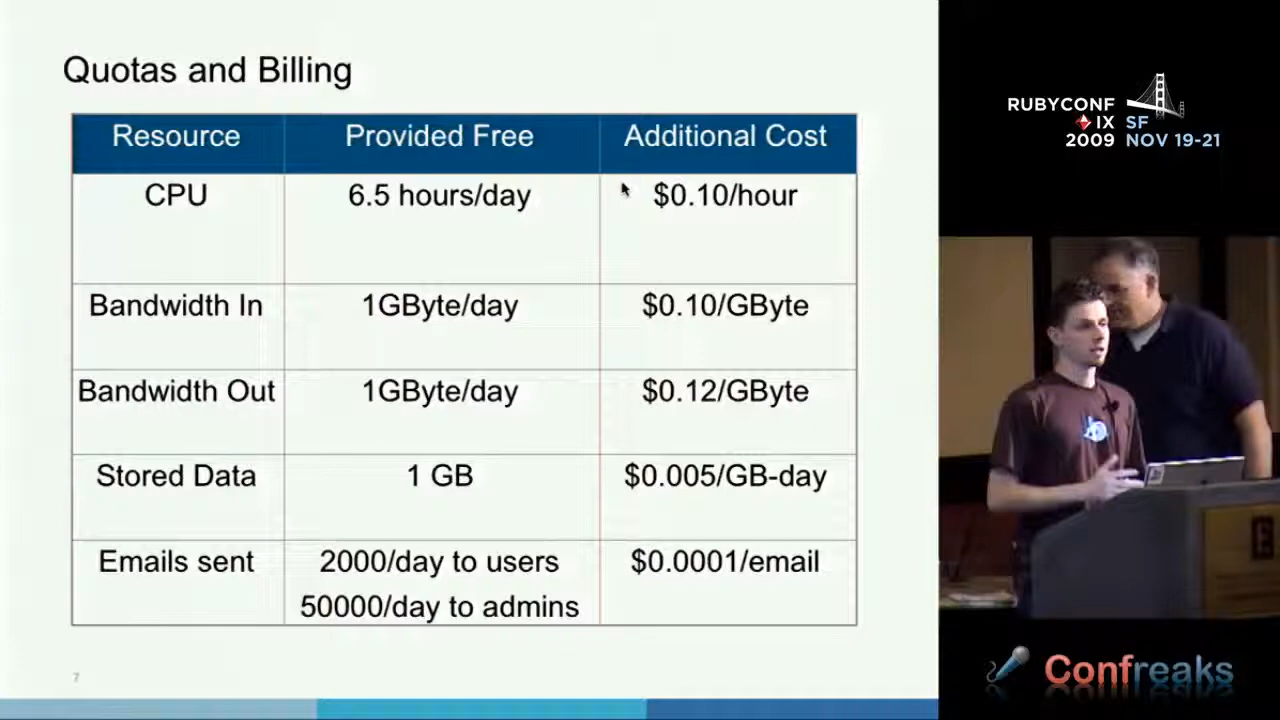 Quotas and Billing
Resource Provided Free Additional Cost
CPU 6.5 hours/day $0.10/hour
Bandwidth In 1GByte/day $0.10/GByte
Bandwidth Out 1GByte/day $0.12/GByte
Stored Data 1 GB $0.005/GB-day
Emails sent 2000/day to users $0.0001/email
50000/day to admins
7
RUBYCONF
IX SF
2009 NOV 19-21
E
Confreaks